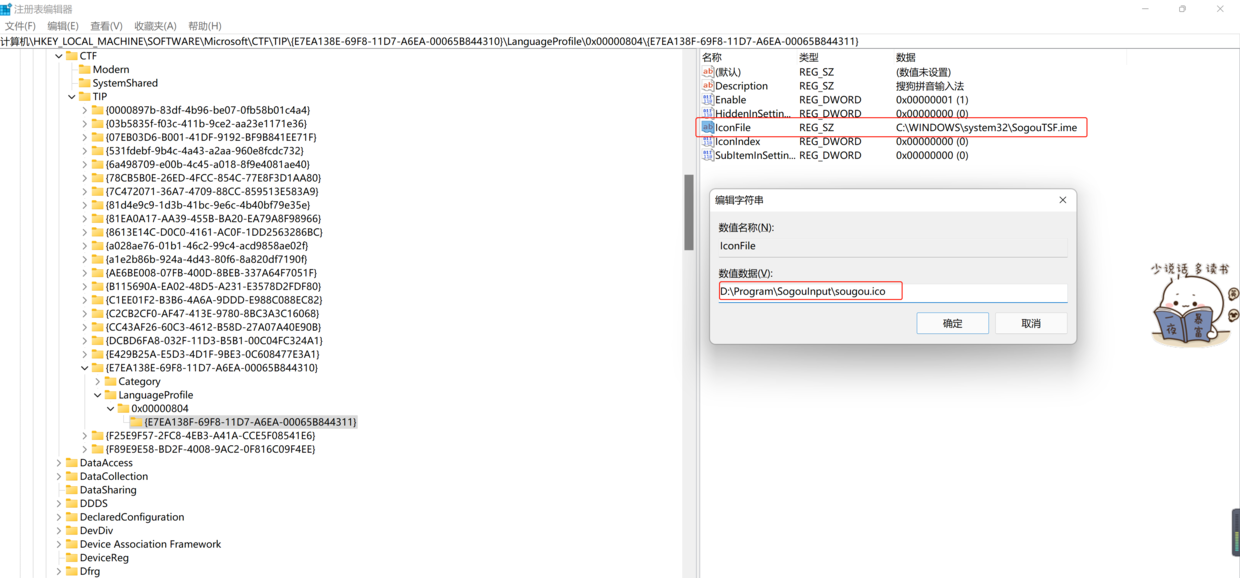 注册表编辑器
文件(F) 编辑(E) 查看(V) 收藏夹(A) 帮助(H)
计算机\HKEY_LOCAL_MACHINE\SOFTWARE\Microsoft\CTF\TIP\{E7EA138E-69F8-11D7-A6EA-00065B844310}\LanguageProfile\0x00000804\{E7EA138F-69F8-11D7-A6EA-00065B844311}
CTF
Modern
SystemShared
TIP
{0000897b-83df-4b96-be07-0fb58b01c4a4}
{03b5835f-f03c-411b-9ce2-aa23e1171e36}
{07EB03D6-B001-41DF-9192-BF9B841EE71F}
{531fdebf-9b4c-4a43-a2aa-960e8fcdc732}
{6a498709-e00b-4c45-a018-8f9e4081ae40}
{78CB5B0E-26ED-4FCC-854C-77E8F3D1AA80}
{7C472071-36A7-4709-88CC-859513E583A9}
{81d4e9c9-1d3b-41bc-9e6c-4b40bf79e35e}
{81EA0A17-AA39-455B-BA20-EA79A8F98966}
{8613E14C-D0C0-4161-AC0F-1DD2563286BC}
{a028ae76-01b1-46c2-99c4-acd9858ae02f}
{a1e2b86b-924a-4d43-80f6-8a820df7190f}
{AE6BE008-07FB-400D-8BEB-337A64F7051F}
{B115690A-EA02-48D5-A231-E3578D2FDF80}
{C1EE01F2-B3B6-4A6A-9DDD-E988C088EC82}
{C2CB2CF0-AF47-413E-9780-8BC3A3C16068}
{CC43AF26-60C3-4612-B58D-27A07A40E90B}
{DCBD6FA8-032F-11D3-B5B1-00C04FC324A1}
{E429B25A-E5D3-4D1F-9BE3-0C608477E3A1}
{E7EA138E-69F8-11D7-A6EA-00065B844310}
Category
LanguageProfile
0x00000804
{E7EA138F-69F8-11D7-A6EA-00065B844311}
{F25E9F57-2FC8-4EB3-A41A-CCE5F08541E6}
{F89E9E58-BD2F-4008-9AC2-0F816C09F4EE}
DataAccess
DataCollection
DataSharing
DDDS
DeclaredConfiguration
DevDiv
Device Association Framework
DeviceReg
Dfrg
名称 类型 数据
ab (默认) REG_SZ (数值未设置)
ab Description REG_SZ 搜狗拼音输入法
Enable REG_DWORD 0x00000001 (1)
HiddenInSettin... REG_DWORD 0x00000000 (0)
ab IconFile REG_SZ C:\WINDOWS\system32\SogouTSF.ime
IconIndex REG_DWORD 0x00000000 (0)
SubItemInSettin... REG_DWORD 0x00000000 (0)
编辑字符串
数值名称(N):
IconFile
数值数据(V):
D:\Program\SogouInput\sougou.ico
确定 取消
少说话 多读书
一夜暴富